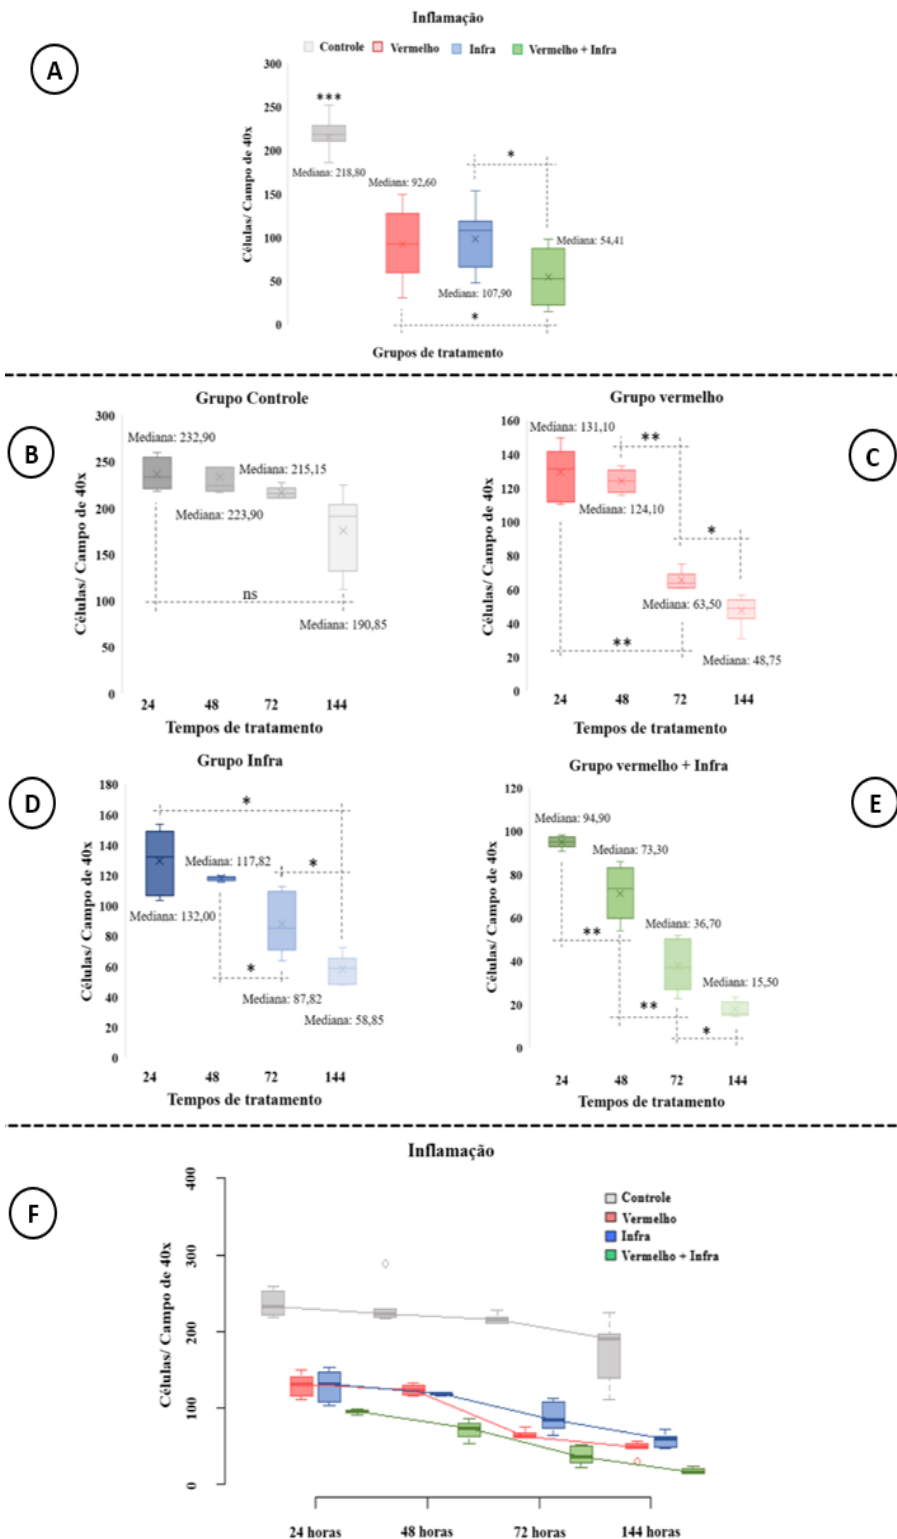 Inflamação
Controle Vermelho Infra Vermelho + Infra
A
Células/ Campo de 40x
300
250
200
150
100
50
0
***
Mediana: 218,80
Mediana: 92,60
*
Mediana: 54,41
Mediana: 107,90
*
Grupos de tratamento
B
Grupo Controle
Células/ Campo de 40x
300
250
200
150
100
50
0
Mediana: 232,90
Mediana: 215,15
Mediana: 223,90
ns
Mediana: 190,85
24 48 72 144
Tempos de tratamento
Grupo vermelho
C
Células/ Campo de 40x
160
140
120
100
80
60
40
20
0
Mediana: 131,10
**
Mediana: 124,10
*
Mediana: 63,50
**
Mediana: 48,75
24 48 72 144
Tempos de tratamento
Grupo Infra
D
Células/ Campo de 40x
180
160
140
120
100
80
60
40
20
0
*
Mediana: 117,82
*
Mediana: 132,00
*
Mediana: 87,82
Mediana: 58,85
24 48 72 144
Tempos de tratamento
Grupo vermelho + Infra
E
Células/ Campo de 40x
120
100
80
60
40
20
0
Mediana: 94,90
Mediana: 73,30
Mediana: 36,70
**
Mediana: 15,50
**
*
24 48 72 144
Tempos de tratamento
Inflamação
F
Células/ Campo de 40x
400
300
200
100
0
Controle
Vermelho
Infra
Vermelho + Infra
24 horas 48 horas 72 horas 144 horas